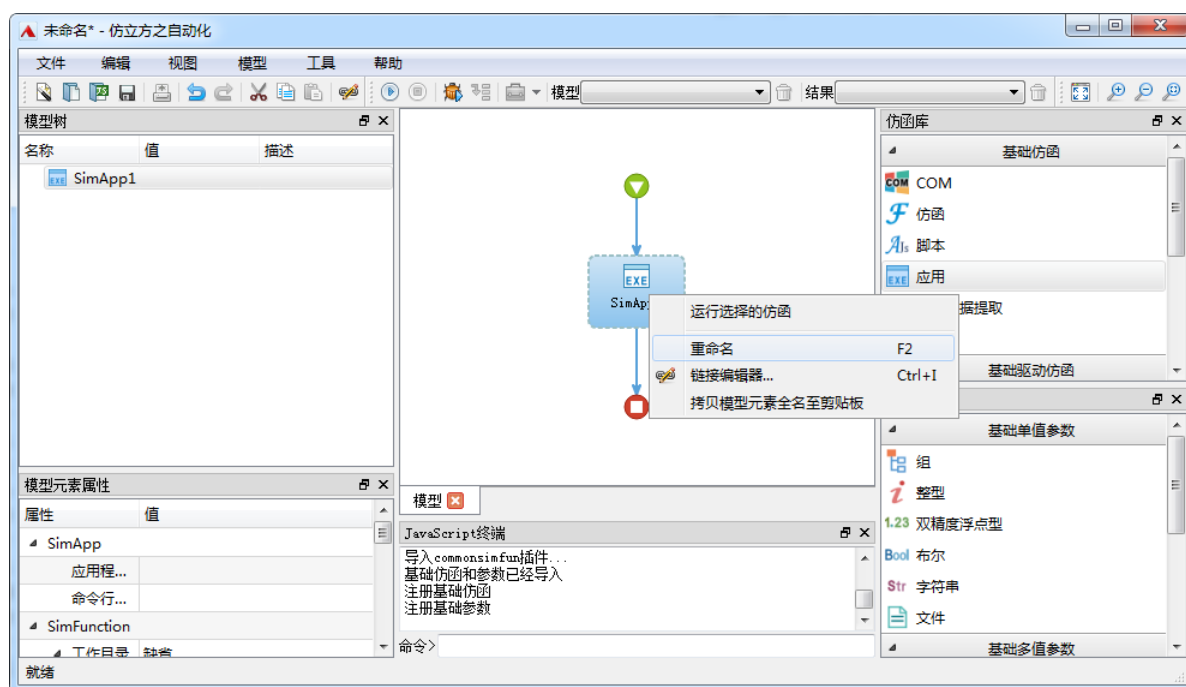 未命名* - 仿立方之自动化
文件 编辑 视图 模型 工具 帮助
模型 结果
模型树
名称 值 描述
EXE SimApp1
模型元素属性
属性 值
SimApp
应用程...
命令行...
SimFunction
工作目录 缺省
就绪
EXE
SimAp
运行选择的仿函
重命名 F2
链接编辑器... Ctrl+I
拷贝模型元素全名至剪贴板
模型
JavaScript终端
导入commonsimfun插件...
基础仿函和参数已经导入
注册基础仿函
注册基础参数
命令>
仿函库
基础仿函
COM COM
F 仿函
AJs 脚本
EXE 应用
据提取
基础驱动仿函
基础单值参数
组
i 整型
1.23 双精度浮点型
Bool 布尔
Str 字符串
文件
基础多值参数